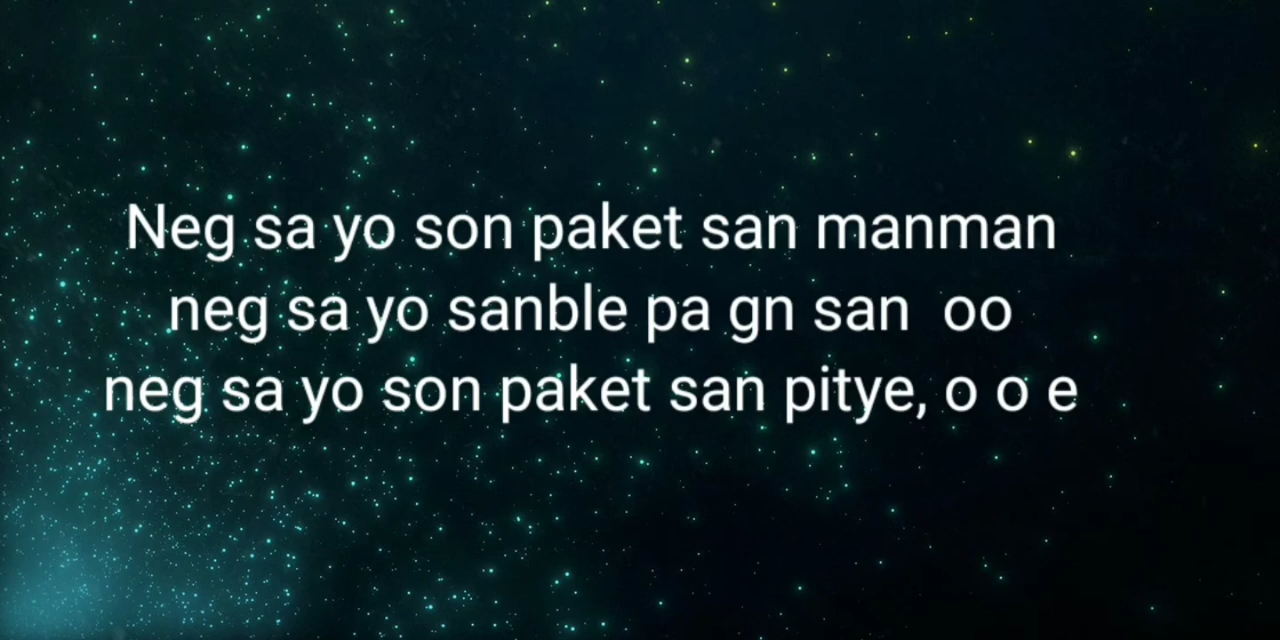 Neg sa yo son paket san manman
neg sa yo sanble pa gn san oo
neg sa yo son paket san pitye, o o e